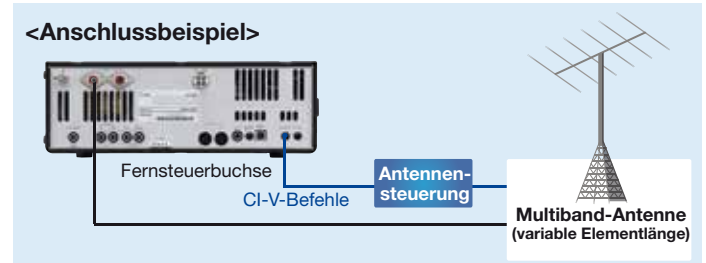 <Anschlussbeispiel>
Fernsteuerbuchse
CI-V-Befehle
Antennen-
steuerung
Multiband-Antenne
(variable Elementlänge)